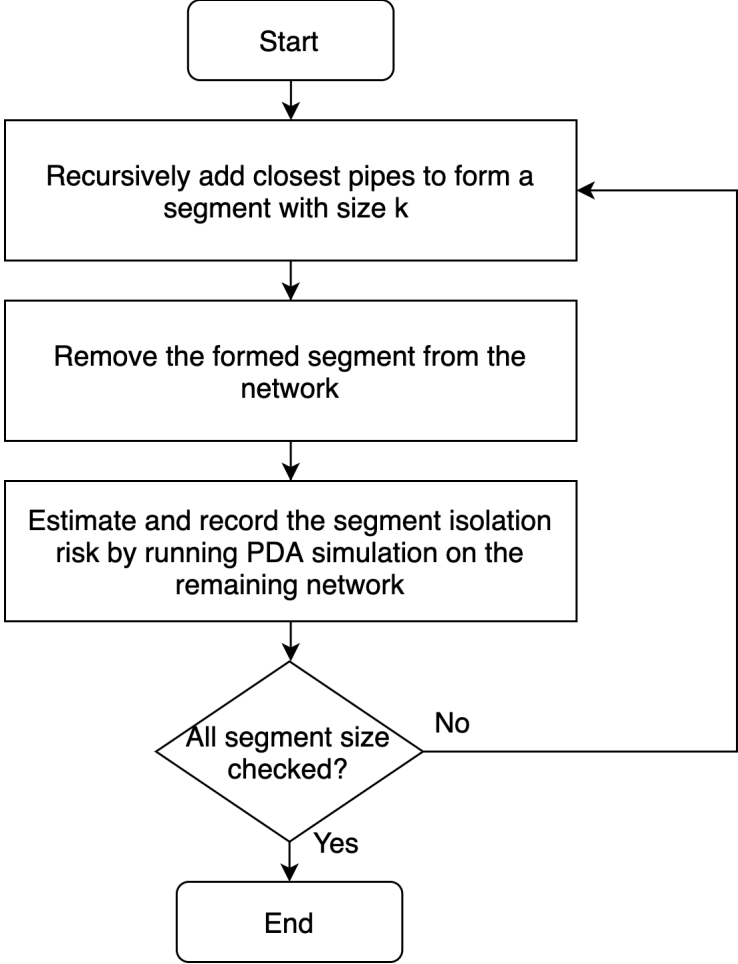 Start
Recursively add closest pipes to form a
segment with size k
Remove the formed segment from the
network
Estimate and record the segment isolation
risk by running PDA simulation on the
remaining network
All segment size
checked?
No
Yes
End